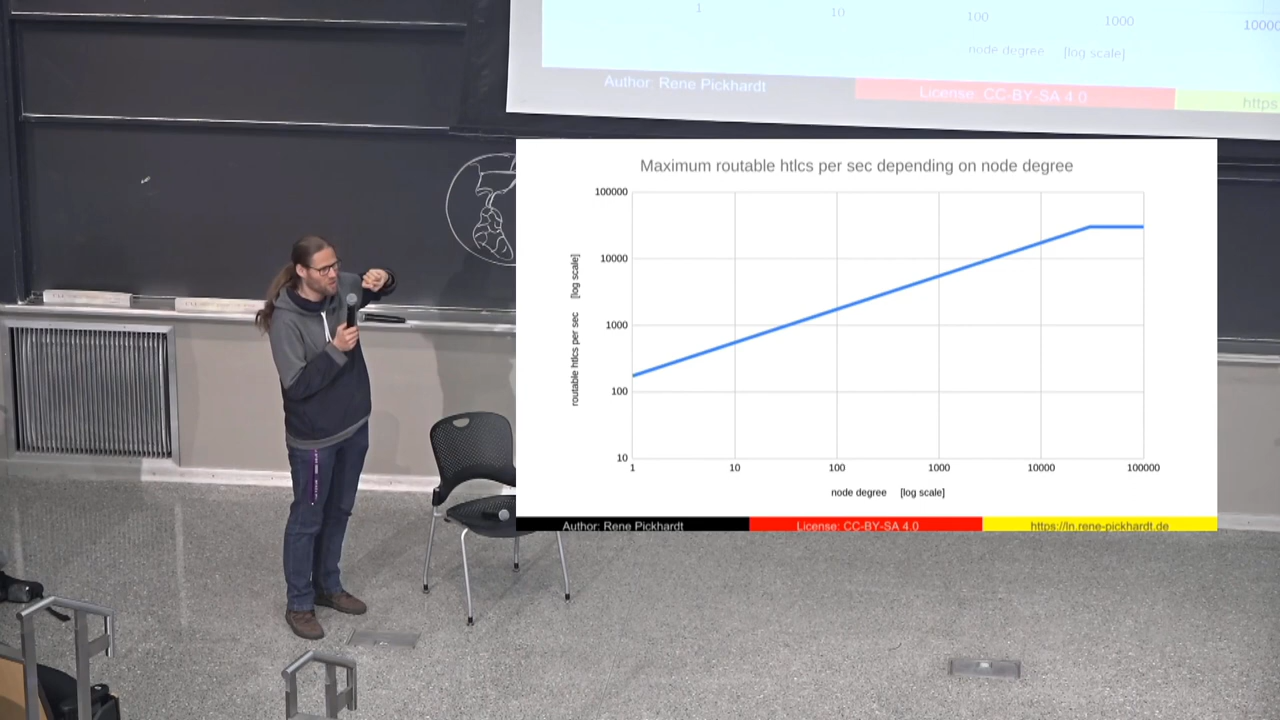 1 10 100 1000 10000
node degree [log scale]
Author: Rene Pickhardt License: CC-BY-SA 4.0 https
Maximum routable htlcs per sec depending on node degree
routable htlcs per sec [log scale]
100000
10000
1000
100
10
1 10 100 1000 10000 100000
node degree [log scale]
Author: Rene Pickhardt License: CC-BY-SA 4.0 https://ln.rene-pickhardt.de